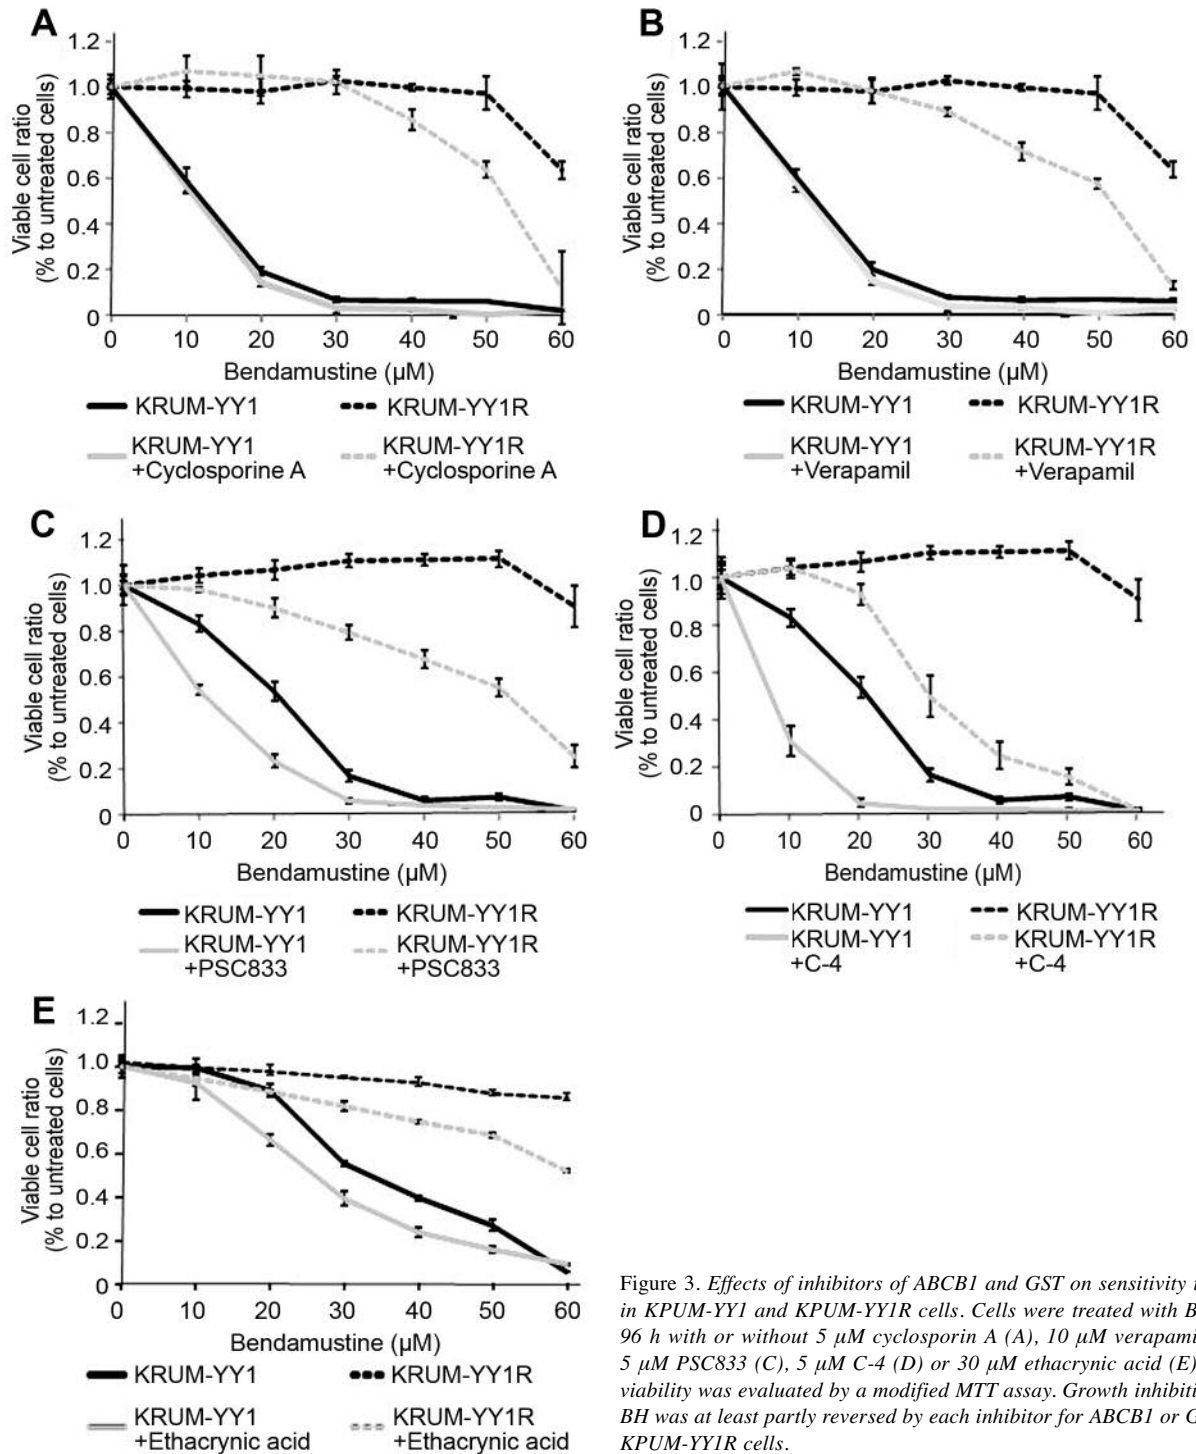 A
Viable cell ratio
(% to untreated cells)
1.2
1.0
0.8
0.6
0.4
0.2
0
0 10 20 30 40 50 60
Bendamustine (µM)
KRUM-YY1 KRUM-YY1R
KRUM-YY1 KRUM-YY1R
+Cyclosporine A +Cyclosporine A
B
Viable cell ratio
(% to untreated cells)
1.2
1.0
0.8
0.6
0.4
0.2
0
0 10 20 30 40 50 60
Bendamustine (µM)
KRUM-YY1 KRUM-YY1R
KRUM-YY1 KRUM-YY1R
+Verapamil +Verapamil
C
Viable cell ratio
(% to untreated cells)
1.2
1.0
0.8
0.6
0.4
0.2
0
0 10 20 30 40 50 60
Bendamustine (µM)
KRUM-YY1 KRUM-YY1R
KRUM-YY1 KRUM-YY1R
+PSC833 +PSC833
D
Viable cell ratio
(% to untreated cells)
1.2
1.0
0.8
0.6
0.4
0.2
0
0 10 20 30 40 50 60
Bendamustine (µM)
KRUM-YY1 KRUM-YY1R
KRUM-YY1 KRUM-YY1R
+C-4 +C-4
E
Viable cell ratio
(% to untreated cells)
1.2
1.0
0.8
0.6
0.4
0.2
0
0 10 20 30 40 50 60
Bendamustine (µM)
KRUM-YY1 KRUM-YY1R
KRUM-YY1 KRUM-YY1R
+Ethacrynic acid +Ethacrynic acid
Figure 3. Effects of inhibitors of ABCB1 and GST on sensitivity
in KPUM-YY1 and KPUM-YY1R cells. Cells were treated with
96 h with or without 5 µM cyclosporin A (A), 10 µM verapamil
5 µM PSC833 (C), 5 µM C-4 (D) or 30 µM ethacrynic acid (E)
viability was evaluated by a modified MTT assay. Growth
BH was at least partly reversed by each inhibitor for ABCB1 or
KPUM-YY1R cells.